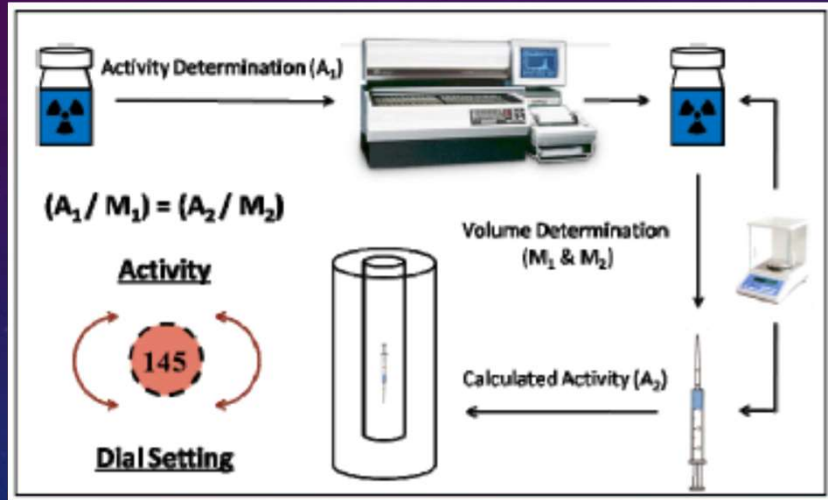 Activity Determination (A₁)
(A₁ / M₁) = (A₂ / M₂)
Volume Determination
(M₁ & M₂)
Activity
145
Calculated Activity (A₂)
Dial Setting